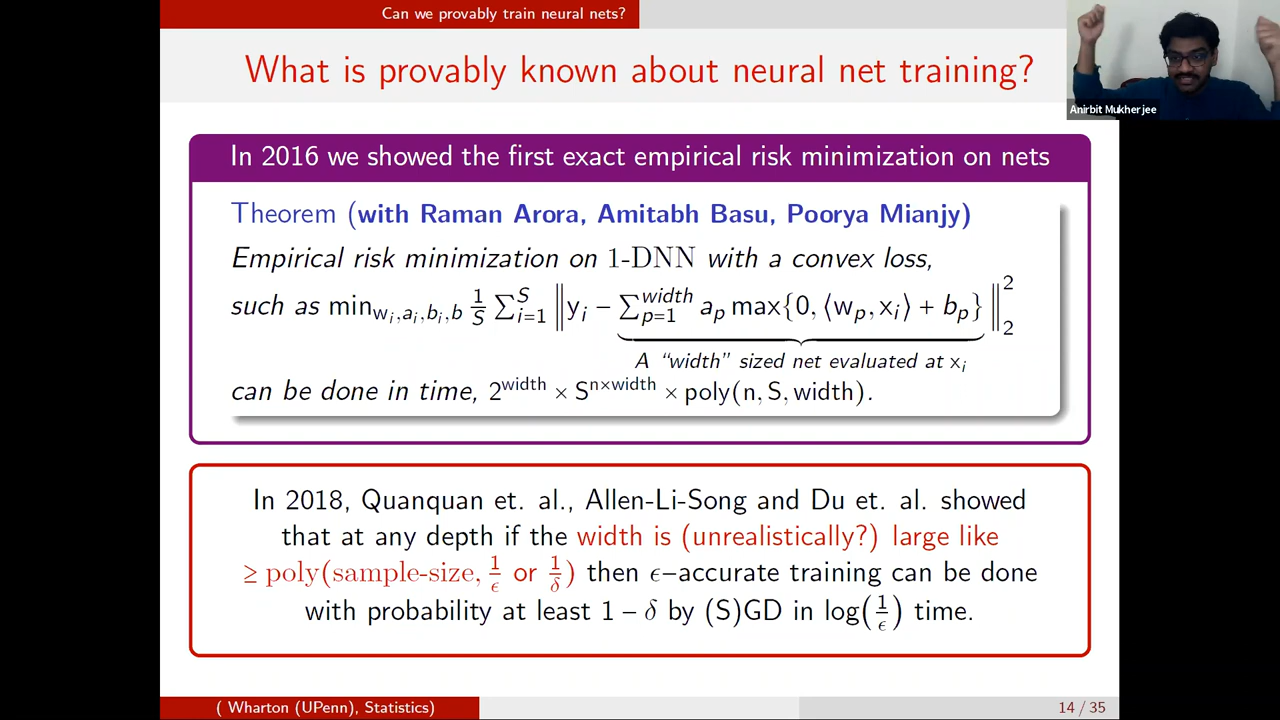 Can we provably train neural nets?
What is provably known about neural net training?
Anirbit Mukherjee
In 2016 we showed the first exact empirical risk minimization on nets
Theorem (with Raman Arora, Amitabh Basu, Poorya Mianjy)
Empirical risk minimization on 1-DNN with a convex loss,
such as min_{w_i,a_i,b_i,b} \frac{1}{S} \sum_{i=1}^{S} \| y_i − \sum_{p=1}^{width} a_p max{0, ⟨w_p, x_i⟩ + b_p} \|_2^2
A “width” sized net evaluated at x_i
can be done in time, 2^{width} × S^{n×width} × poly(n, S, width).
In 2018, Quanquan et. al., Allen-Li-Song and Du et. al. showed
that at any depth if the width is (unrealistically?) large like
≥ poly(sample-size, \frac{1}{ϵ} or \frac{1}{δ}) then ϵ−accurate training can be done
with probability at least 1 − δ by (S)GD in log(\frac{1}{ϵ}) time.
( Wharton (UPenn), Statistics)
14 / 35